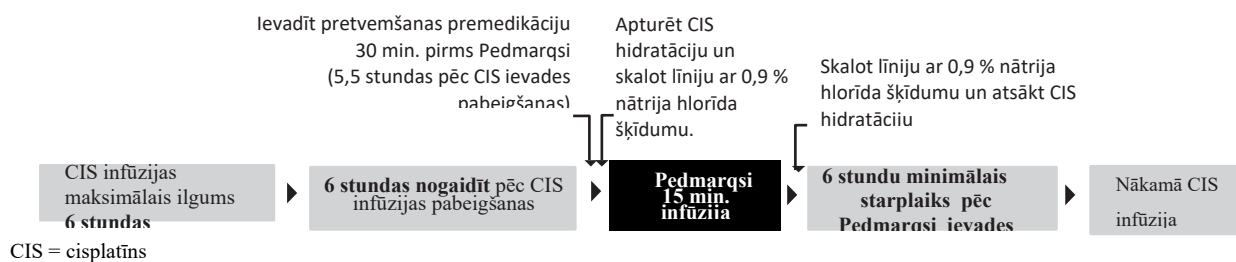 Ievadīt pretvemšanas premedikāciju
30 min. pirms Pedmarqsi
(5,5 stundas pēc CIS ievades
pabeigšanas)
Apturēt CIS
hidratāciju un
skalot līniju ar 0,9 %
nātrija hlorīda
šķīdumu.
Skalot līniju ar 0,9 % nātrija
hlorīda šķīdumu un atsākt CIS
hidratāciju
CIS infūzijas
maksimālais ilgums
6 stundas
6 stundas nogaidīt pēc CIS
infūzijas pabeigšanas
Pedmarqsi
15 min.
infūzija
6 stundu minimālais
starplaiks pēc
Pedmarqsi ievades
Nākamā CIS
infūzija
CIS = cisplatīns